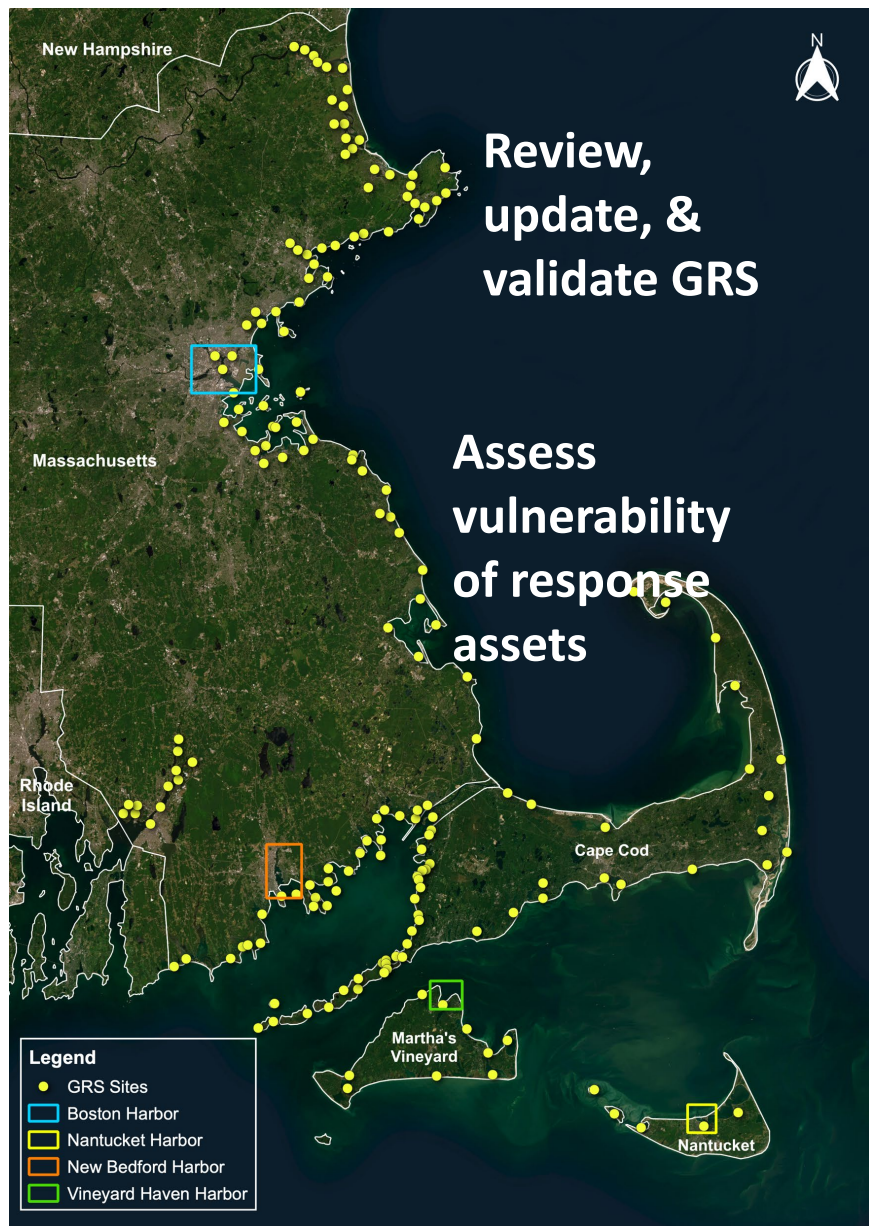 New Hampshire
N
Review,
update, &
validate GRS
Massachusetts
Assess
vulnerability
of response
assets
Rhode
Island
Cape Cod
Martha's
Vineyard
Nantucket
Legend
GRS Sites
Boston Harbor
Nantucket Harbor
New Bedford Harbor
Vineyard Haven Harbor